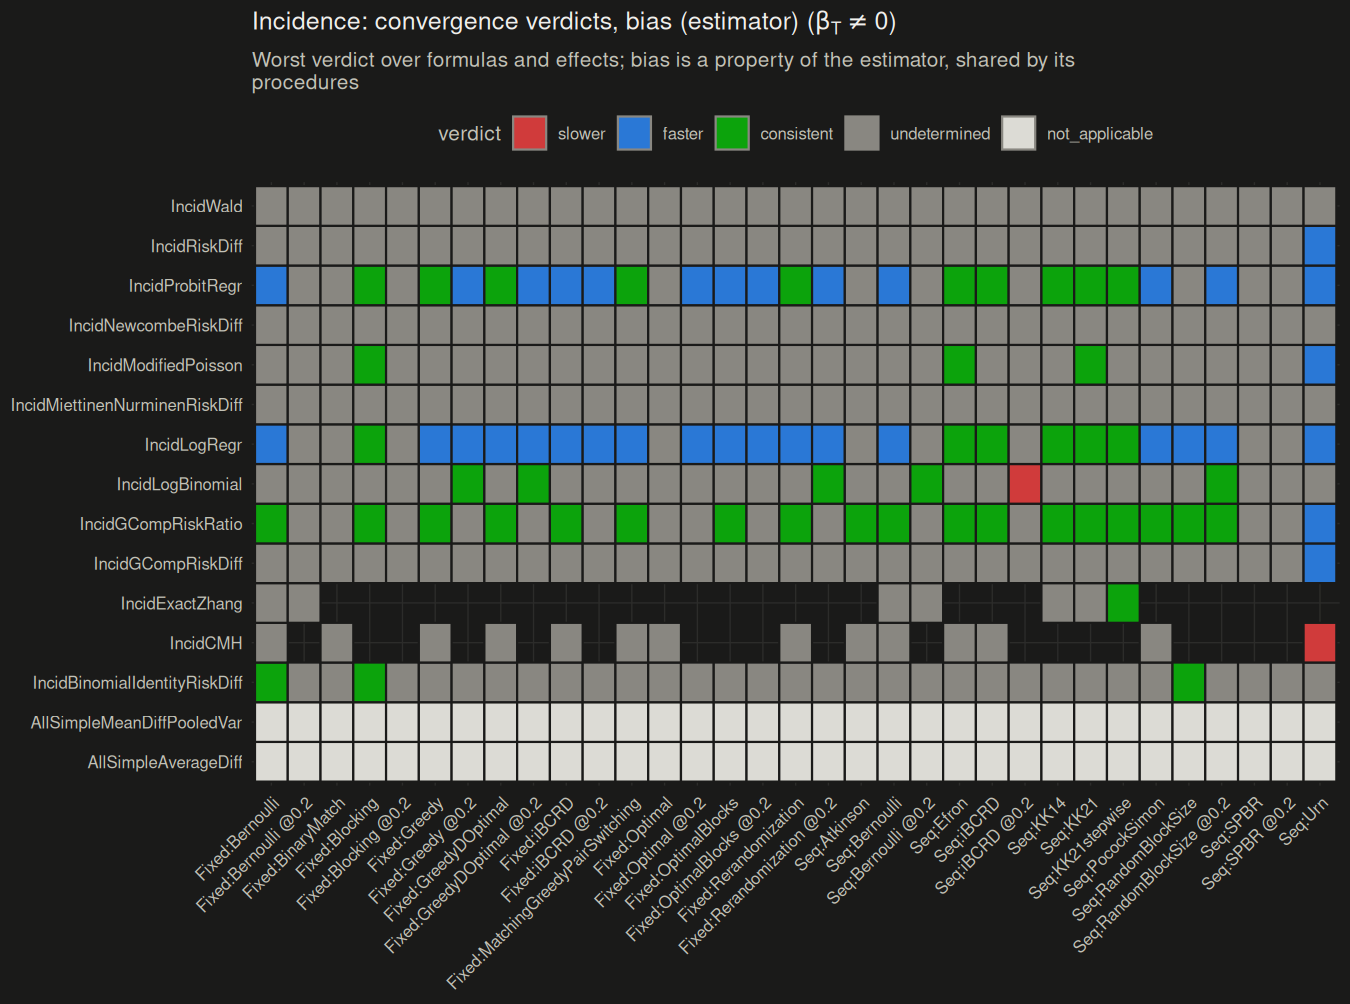 Incidence: convergence verdicts, bias (estimator) (βT ≠ 0)
Worst verdict over formulas and effects; bias is a property of the estimator, shared by its
procedures
verdict slower faster consistent undetermined not_applicable
IncidWald
IncidRiskDiff
IncidProbitRegr
IncidNewcombeRiskDiff
IncidModifiedPoisson
IncidMiettinenNurminenRiskDiff
IncidLogRegr
IncidLogBinomial
IncidGCompRiskRatio
IncidGCompRiskDiff
IncidExactZhang
IncidCMH
IncidBinomialIdentityRiskDiff
AllSimpleMeanDiffPooledVar
AllSimpleAverageDiff
Fixed:Bernoulli
Fixed:Bernoulli @0.2
Fixed:BinaryMatch
Fixed:Blocking
Fixed:Blocking @0.2
Fixed:Greedy
Fixed:Greedy @0.2
Fixed:GreedyDOptimal
Fixed:GreedyDOptimal @0.2
Fixed:iBCRD
Fixed:iBCRD @0.2
Fixed:MatchingGreedyPairSwitching
Fixed:Optimal
Fixed:Optimal @0.2
Fixed:OptimalBlocks
Fixed:OptimalBlocks @0.2
Fixed:Rerandomization
Fixed:Rerandomization @0.2
Seq:Atkinson
Seq:Bernoulli
Seq:Bernoulli @0.2
Seq:Efron
Seq:iBCRD
Seq:iBCRD @0.2
Seq:KK14
Seq:KK21
Seq:KK21stepwise
Seq:PocockSimon
Seq:RandomBlockSize
Seq:RandomBlockSize @0.2
Seq:SPBR
Seq:SPBR @0.2
Seq:Urn